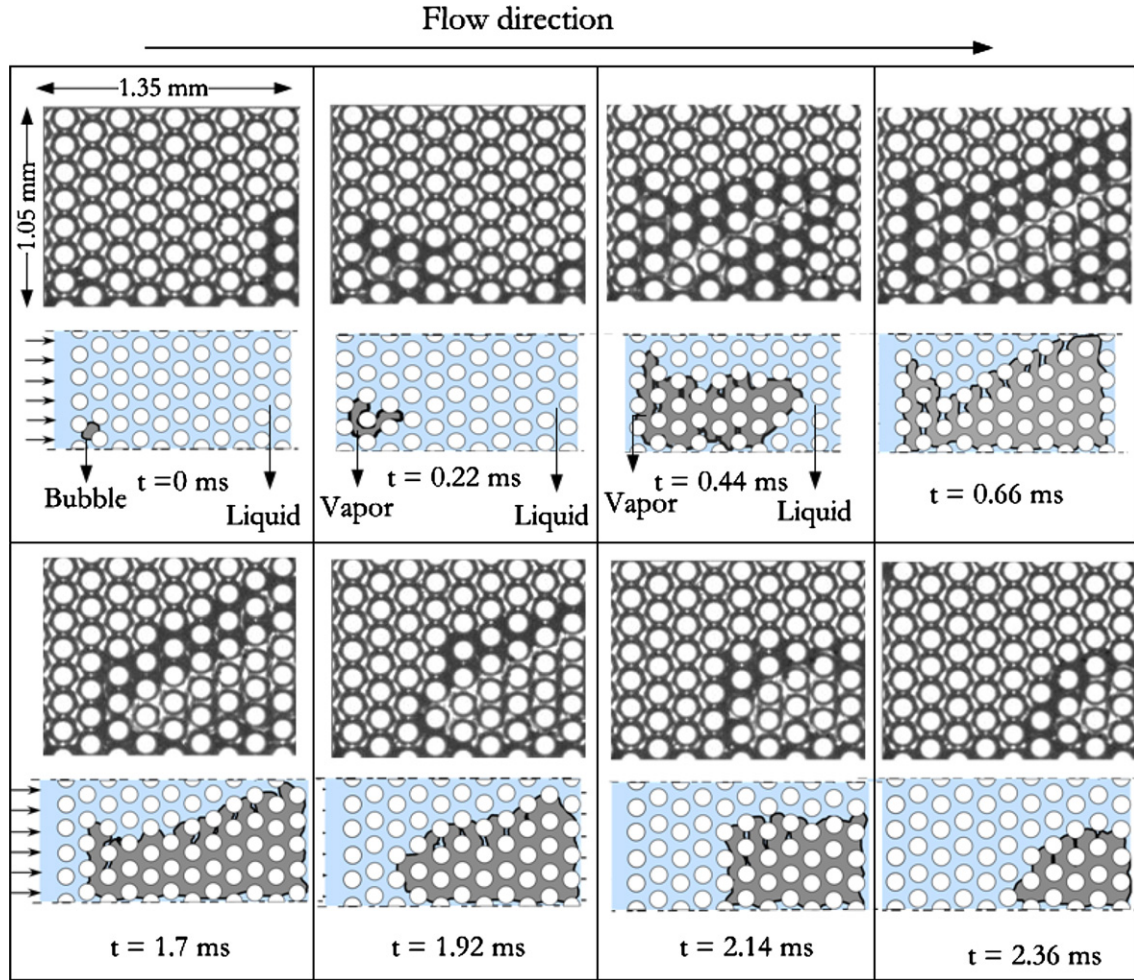 Flow direction
1.35 mm
1.05 mm
t =0 ms
Bubble
Liquid
t = 0.22 ms
Vapor
Liquid
t = 0.44 ms
Vapor
Liquid
t = 0.66 ms
t = 1.7 ms
t = 1.92 ms
t = 2.14 ms
t = 2.36 ms